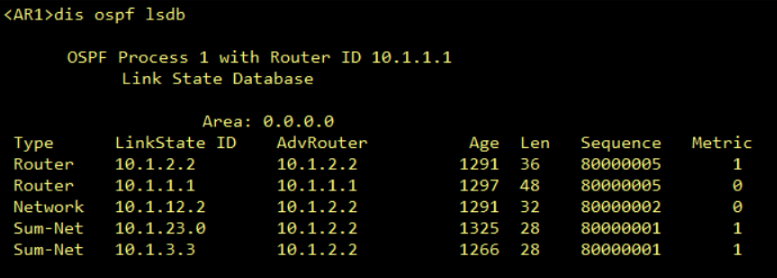 <AR1>dis ospf lsdb
OSPF Process 1 with Router ID 10.1.1.1
Link State Database
Area: 0.0.0.0
Type LinkState ID AdvRouter Age Len Sequence Metric
Router 10.1.2.2 10.1.2.2 1291 36 80000005 1
Router 10.1.1.1 10.1.1.1 1297 48 80000005 0
Network 10.1.12.2 10.1.2.2 1291 32 80000002 0
Sum-Net 10.1.23.0 10.1.2.2 1325 28 80000001 1
Sum-Net 10.1.3.3 10.1.2.2 1266 28 80000001 1